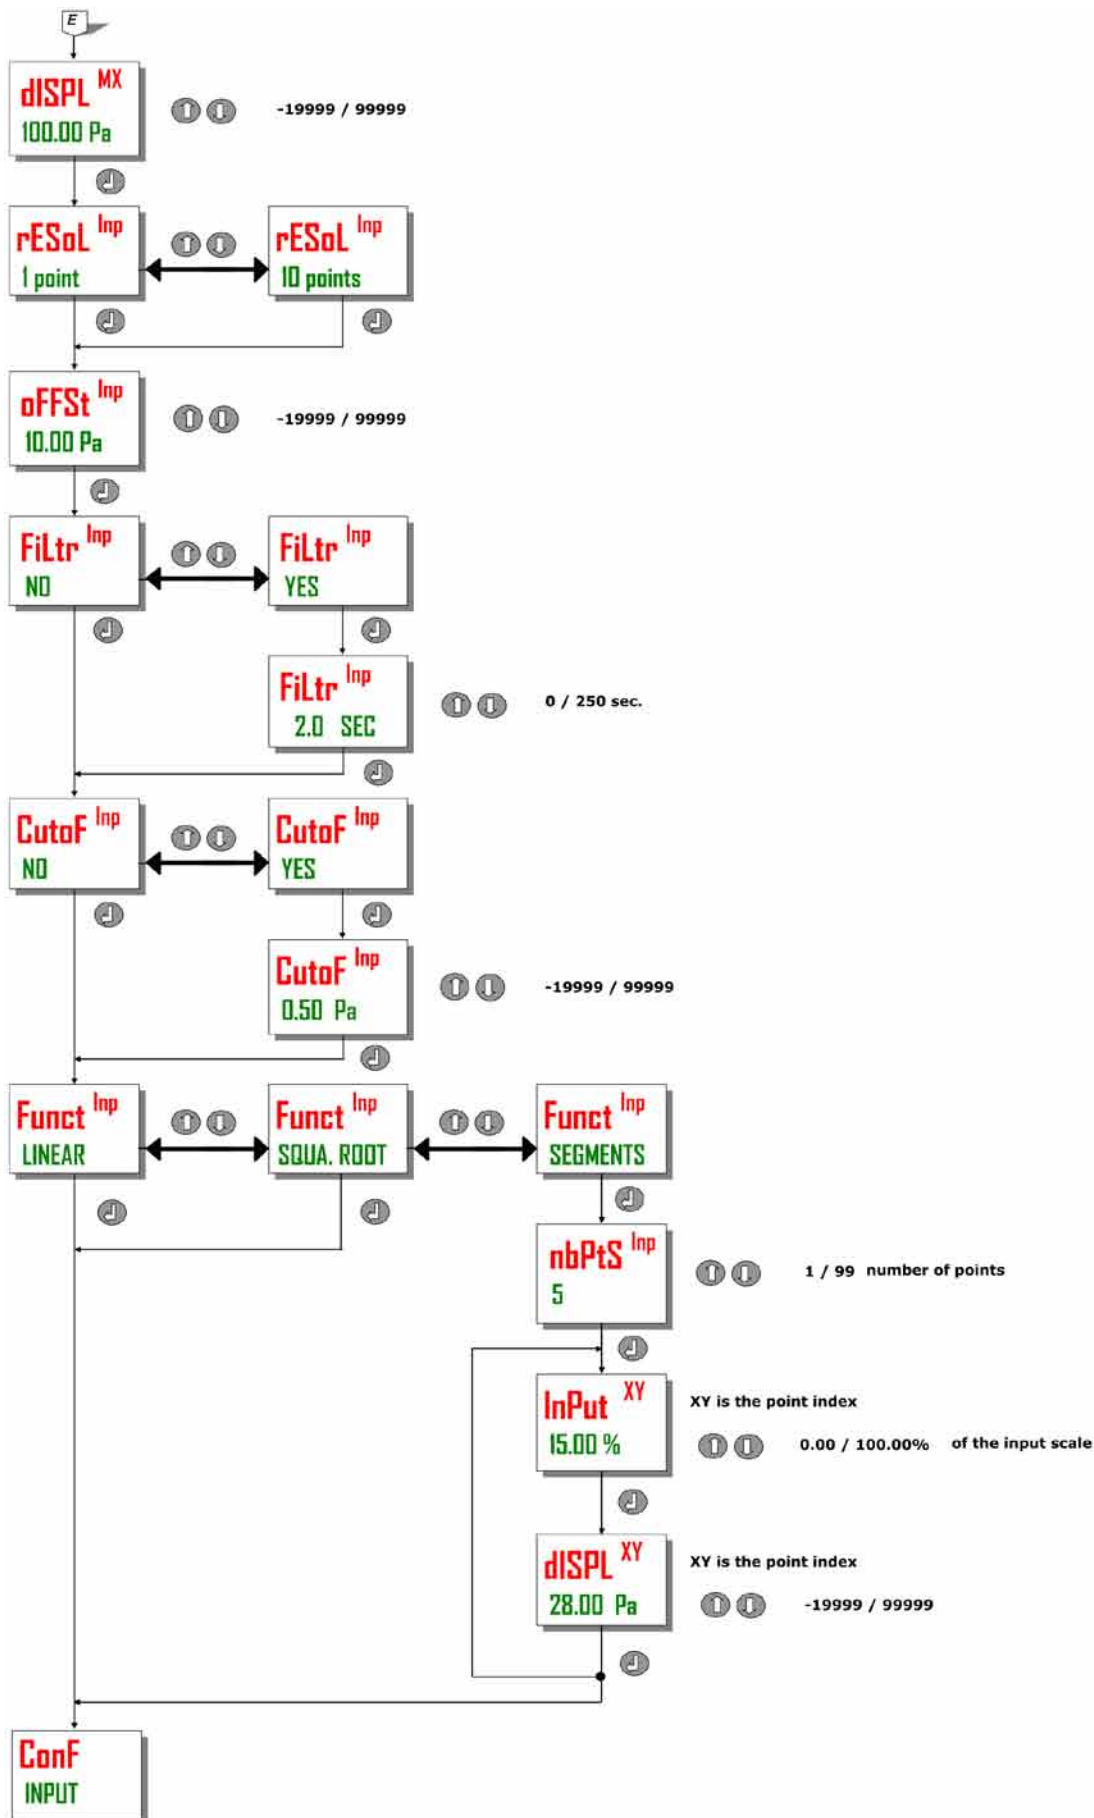 E
dISPL MX
100.00 Pa
-19999 / 99999
rESoL Inp
1 point
rESoL Inp
10 points
oFFSt Inp
10.00 Pa
-19999 / 99999
FiLtr Inp
NO
FiLtr Inp
YES
FiLtr Inp
2.0 SEC
0 / 250 sec.
CutoF Inp
NO
CutoF Inp
YES
CutoF Inp
0.50 Pa
-19999 / 99999
Funct Inp
LINEAR
Funct Inp
SQUA. ROOT
Funct Inp
SEGMENTS
nbPtS Inp
5
1 / 99 number of points
InPut XY
15.00 %
XY is the point index
0.00 / 100.00% of the input scale
dISPL XY
28.00 Pa
XY is the point index
-19999 / 99999
ConF
INPUT